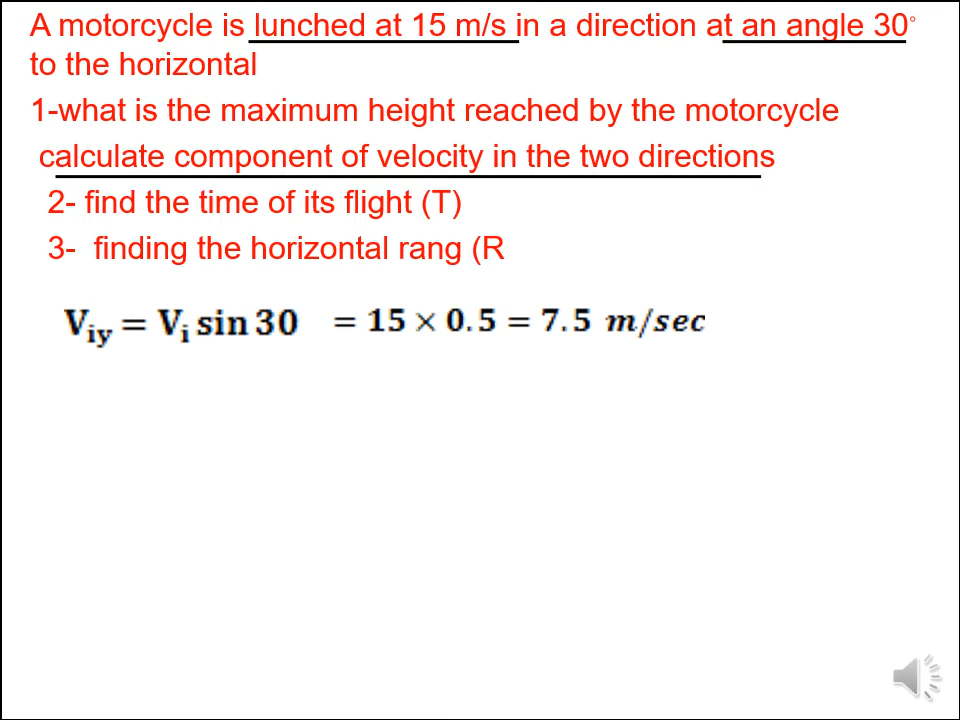 A motorcycle is lunched at 15 m/s in a direction at an angle 30°
to the horizontal
1-what is the maximum height reached by the motorcycle
calculate component of velocity in the two directions
2- find the time of its flight (T)
3- finding the horizontal rang (R
V_iy = V_i sin 30 = 15 × 0.5 = 7.5 m/sec